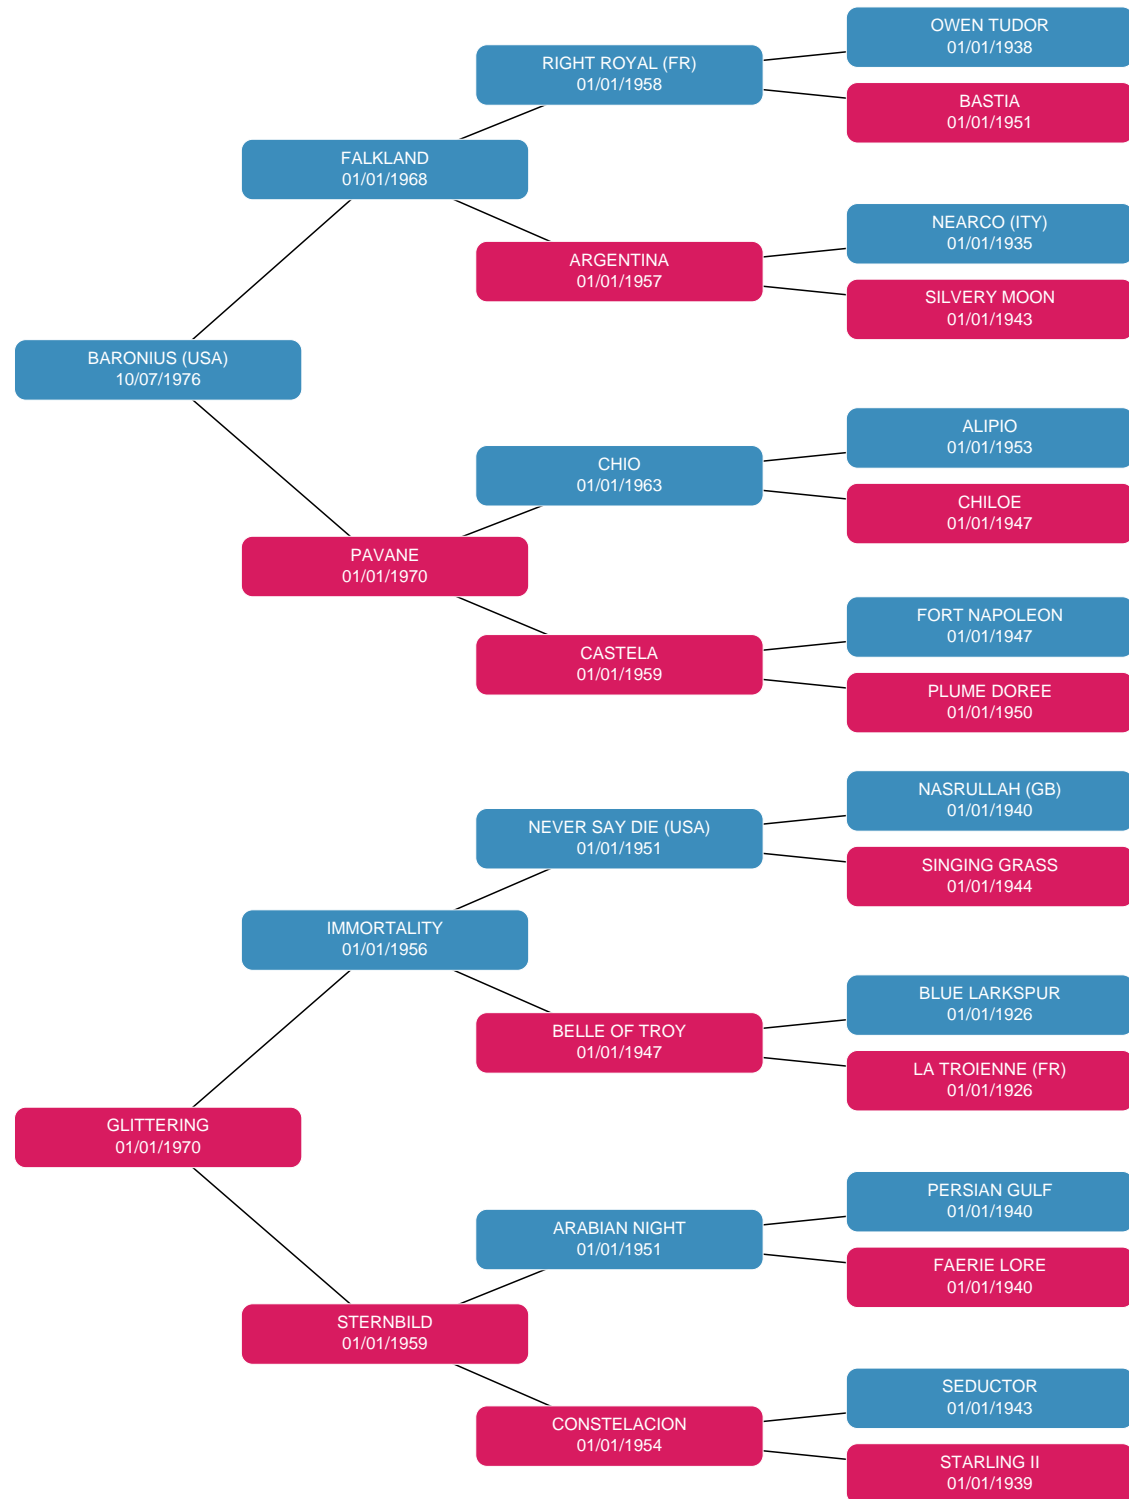 OWEN TUDOR
01/01/1938
RIGHT ROYAL (FR)
01/01/1958
BASTIA
01/01/1951
FALKLAND
01/01/1968
NEARCO (ITY)
01/01/1935
ARGENTINA
01/01/1957
SILVERY MOON
01/01/1943
BARONIUS (USA)
10/07/1976
ALIPIO
01/01/1953
CHIO
01/01/1963
CHILOE
01/01/1947
PAVANE
01/01/1970
FORT NAPOLEON
01/01/1947
CASTELA
01/01/1959
PLUME DOREE
01/01/1950
NASRULLAH (GB)
01/01/1940
NEVER SAY DIE (USA)
01/01/1951
SINGING GRASS
01/01/1944
IMMORTALITY
01/01/1956
BLUE LARKSPUR
01/01/1926
BELLE OF TROY
01/01/1947
LA TROIENNE (FR)
01/01/1926
GLITTERING
01/01/1970
PERSIAN GULF
01/01/1940
ARABIAN NIGHT
01/01/1951
FAERIE LORE
01/01/1940
STERNBILD
01/01/1959
SEDUCTOR
01/01/1943
CONSTELACION
01/01/1954
STARLING II
01/01/1939